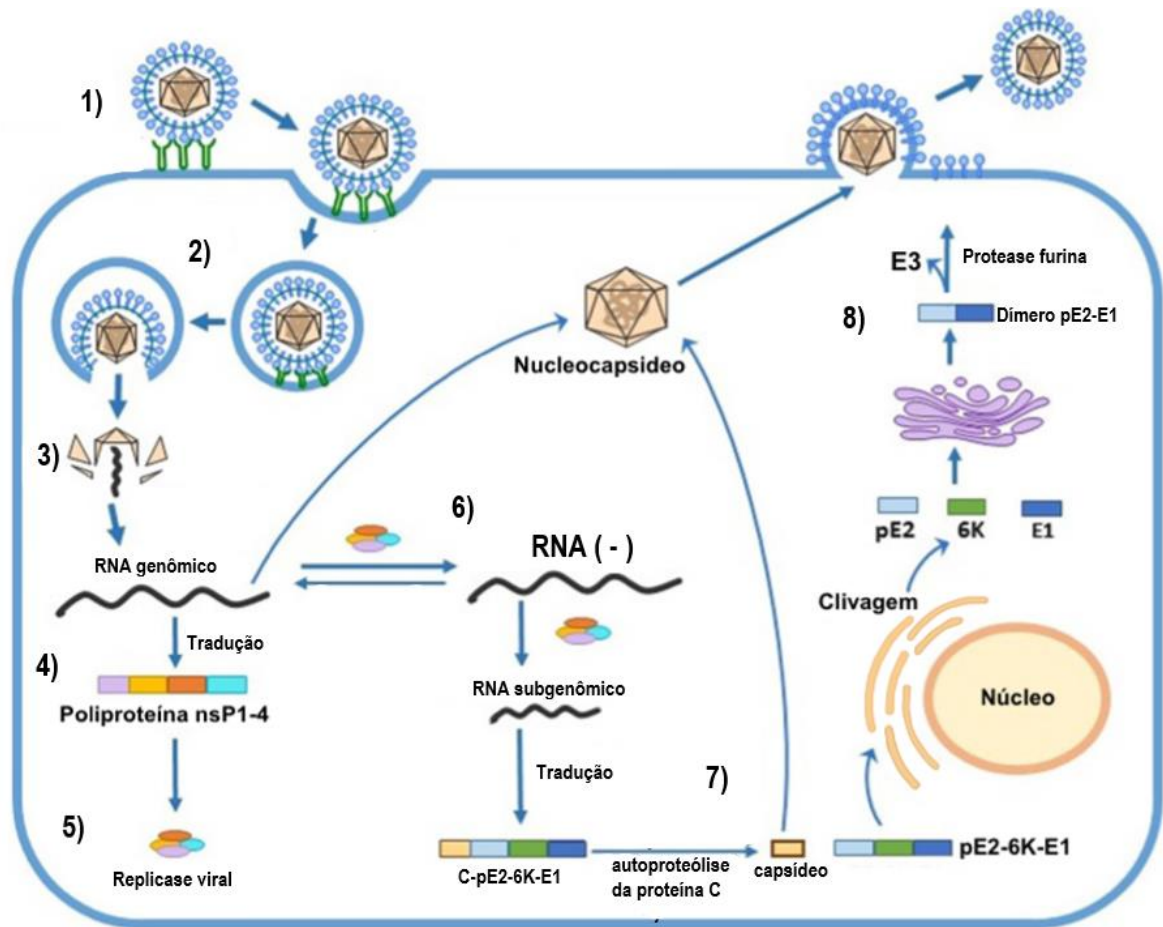 1)
2)
E3
Protease furina
8)
Dímero pE2-E1
Nucleocapsídeo
3)
6)
pE2
6K
E1
RNA ( - )
RNA genômico
Clivagem
Tradução
4)
RNA subgenômico
Poliproteína nsP1-4
Núcleo
Tradução
7)
5)
Replicase viral
C-pE2-6K-E1
autoproteólise
da proteína C
capsídeo
pE2-6K-E1